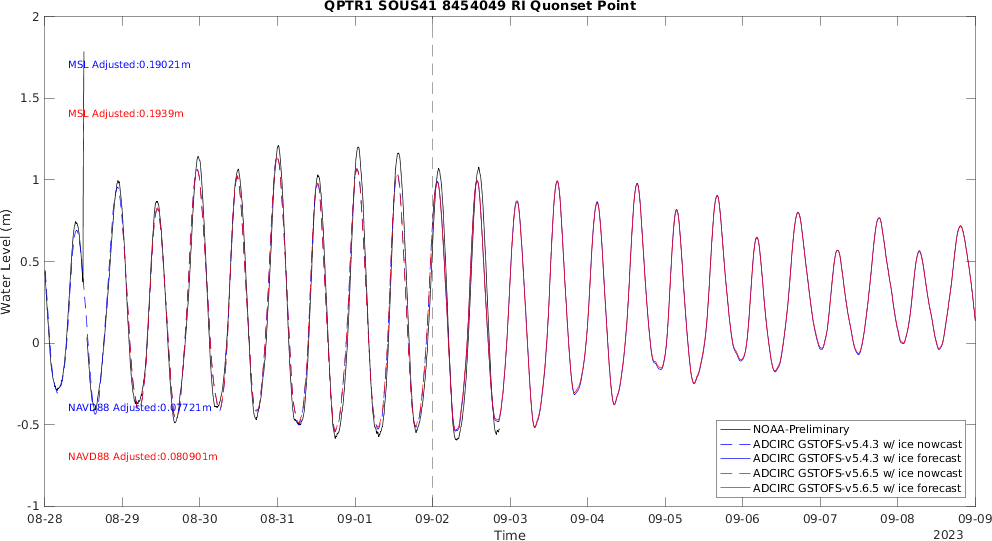 QPTR1 SOUS41 8454049 RI Quonset Point
2
1.5
1
0.5
0
-0.5
-1
Water Level (m)
MSL Adjusted:0.19021m
MSL Adjusted:0.1939m
NAVD88 Adjusted:0.07721m
NAVD88 Adjusted:0.080901m
NOAA-Preliminary
ADCIRC GSTOFS-v5.4.3 w/ ice nowcast
ADCIRC GSTOFS-v5.4.3 w/ ice forecast
ADCIRC GSTOFS-v5.6.5 w/ ice nowcast
ADCIRC GSTOFS-v5.6.5 w/ ice forecast
08-28 08-29 08-30 08-31 09-01 09-02 09-03 09-04 09-05 09-06 09-07 09-08 09-09
Time
2023